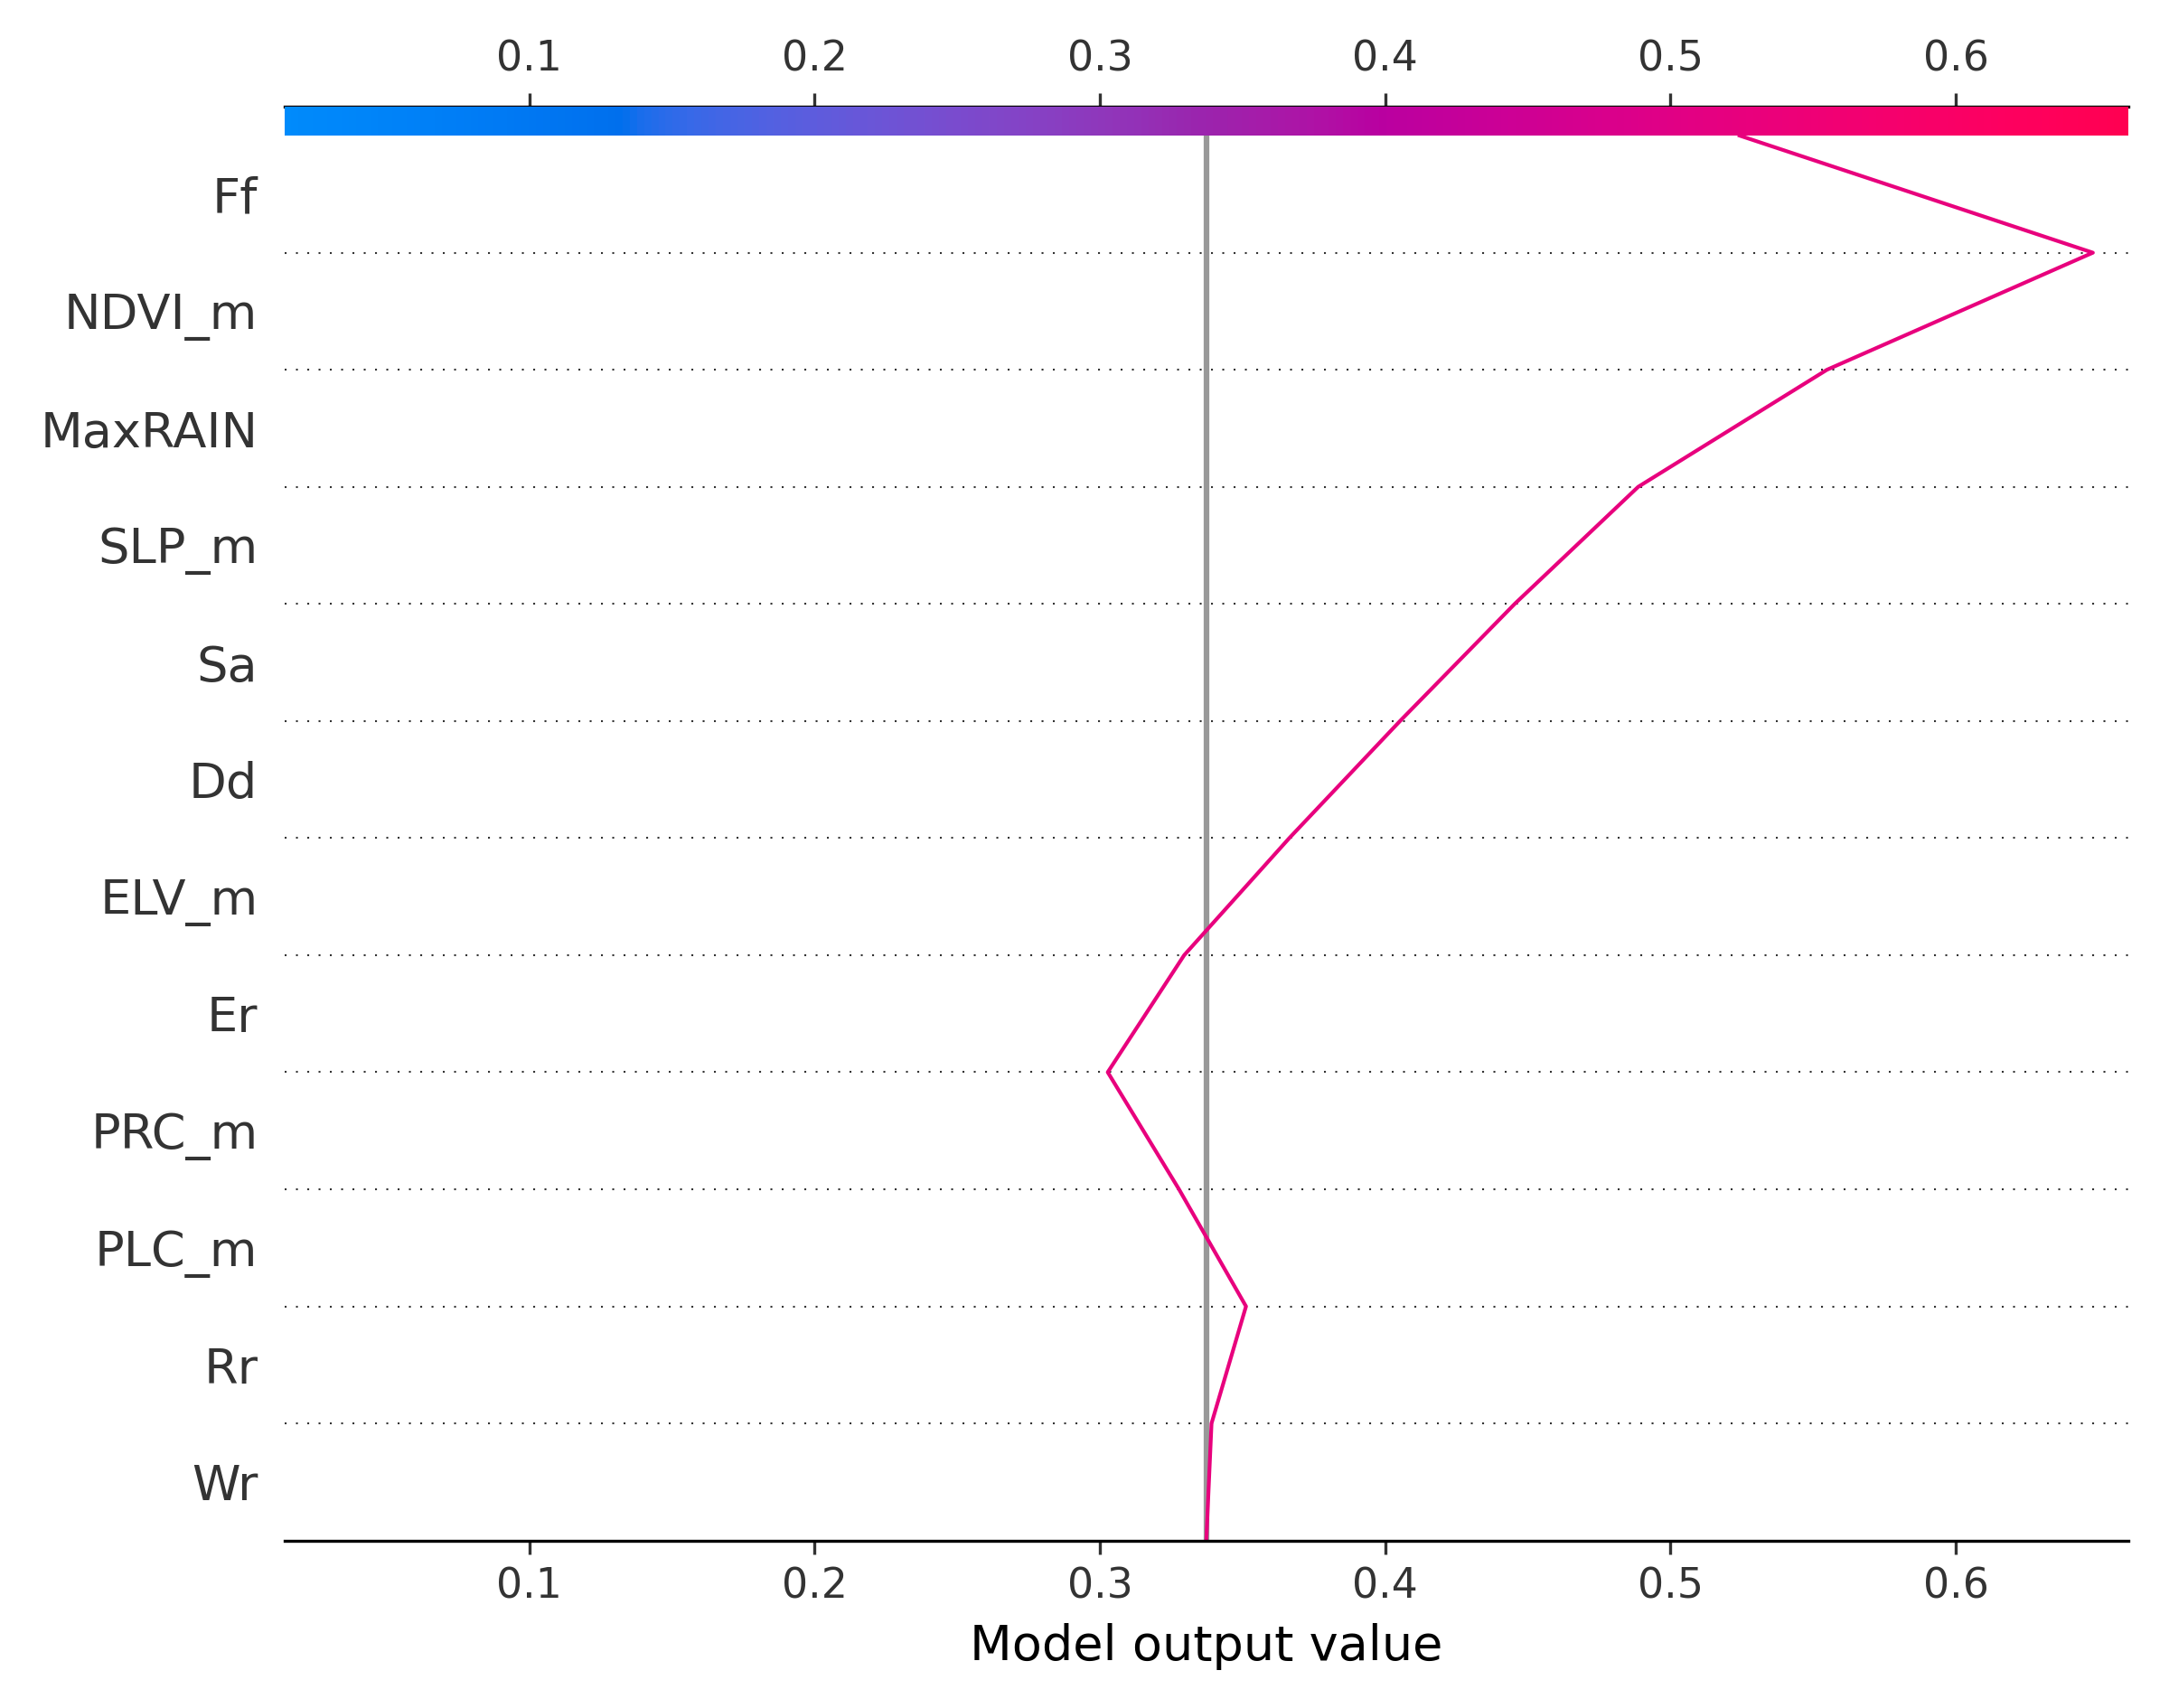 0.1 0.2 0.3 0.4 0.5 0.6
Ff
NDVI_m
MaxRAIN
SLP_m
Sa
Dd
ELV_m
Er
PRC_m
PLC_m
Rr
Wr
0.1 0.2 0.3 0.4 0.5 0.6
Model output value